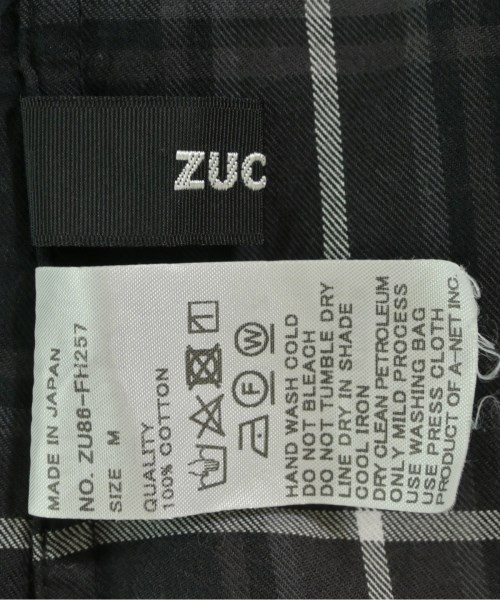 ZUC
MADE IN JAPAN
NO. ZU86-FH257
SIZE M
QUALITY
100% COTTON
F W
HAND WASH COLD
DO NOT BLEACH
DO NOT TUMBLE DRY
LINE DRY IN SHADE
COOL IRON
DRY CLEAN PETROLEUM
ONLY MILD PROCESS
USE WASHING BAG
USE PRESS CLOTH
PRODUCT OF A-NET INC.